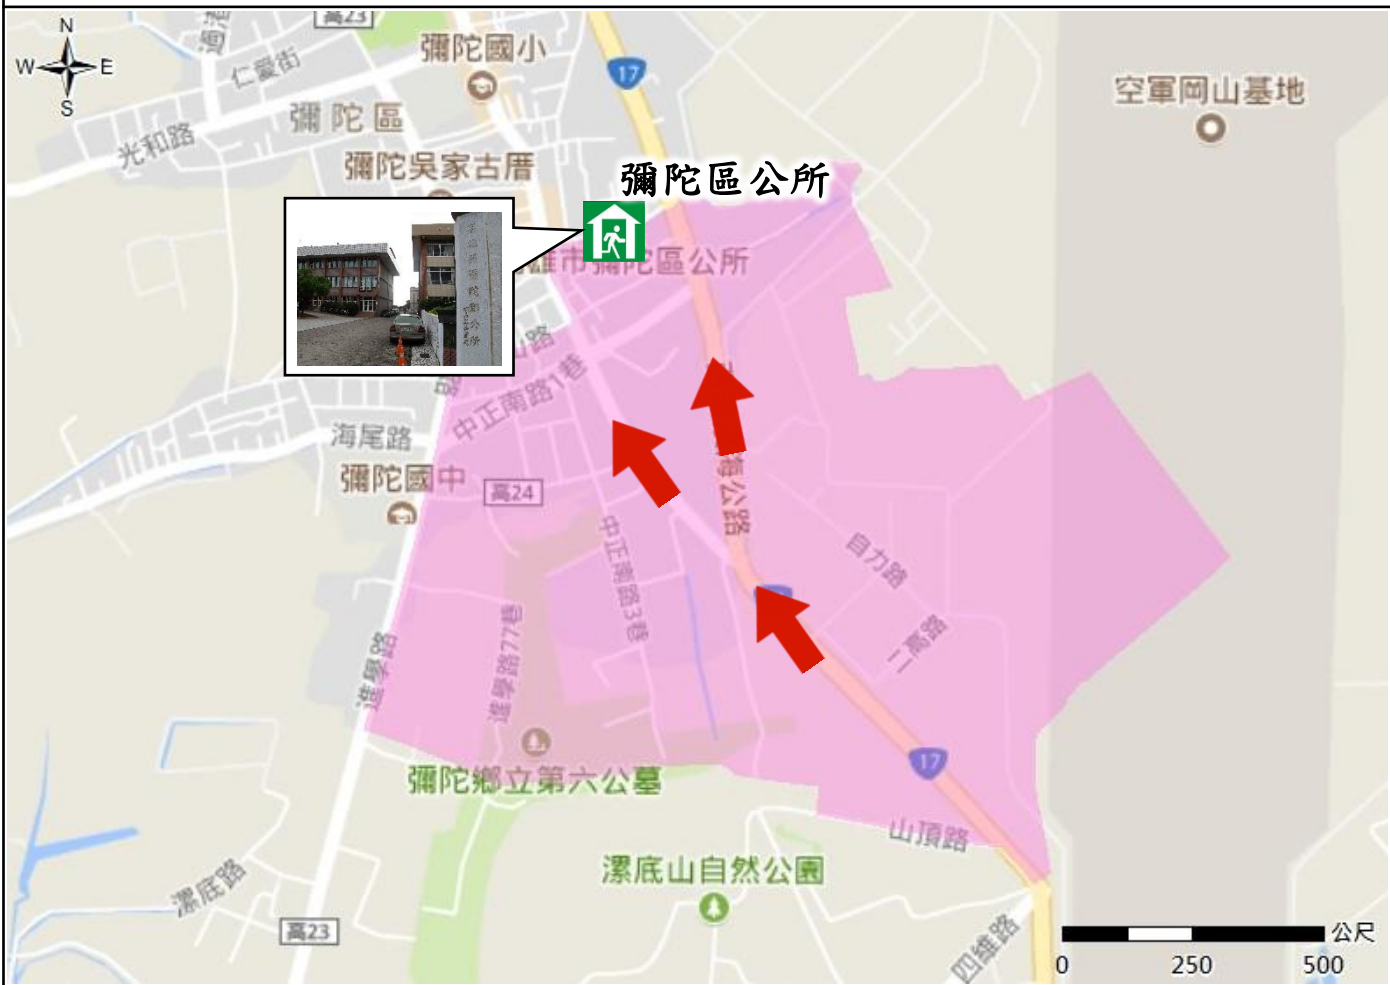 高23
N
W E
S
仁愛街
彌陀國小
17
空軍岡山基地
彌陀區
光和路
彌陀吳家古厝
彌陀區公所
雄市彌陀區公所
中正南路1巷
海尾路
彌陀國中
高24
海公路
中正南路3巷
自力路
二高路
進學路77巷
進學路
17
彌陀鄉立第六公墓
山頂路
漯底山自然公園
漯底路
高23
四維路
公尺
0 250 500